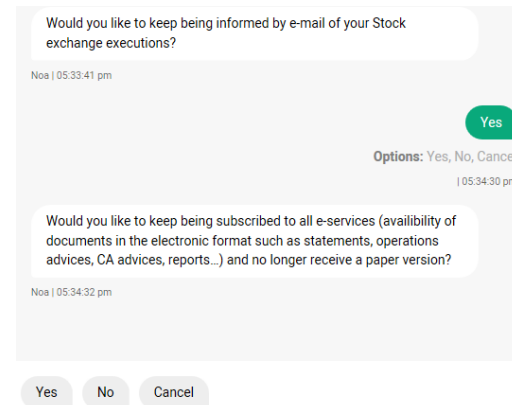 Would you like to keep being informed by e-mail of your Stock
exchange executions?
Noa | 05:33:41 pm
Yes
Options: Yes, No, Cance
| 05:34:30 pr
Would you like to keep being subscribed to all e-services (availibility of
documents in the electronic format such as statements, operations
advices, CA advices, reports...) and no longer receive a paper version?
Noa | 05:34:32 pm
Yes No Cancel